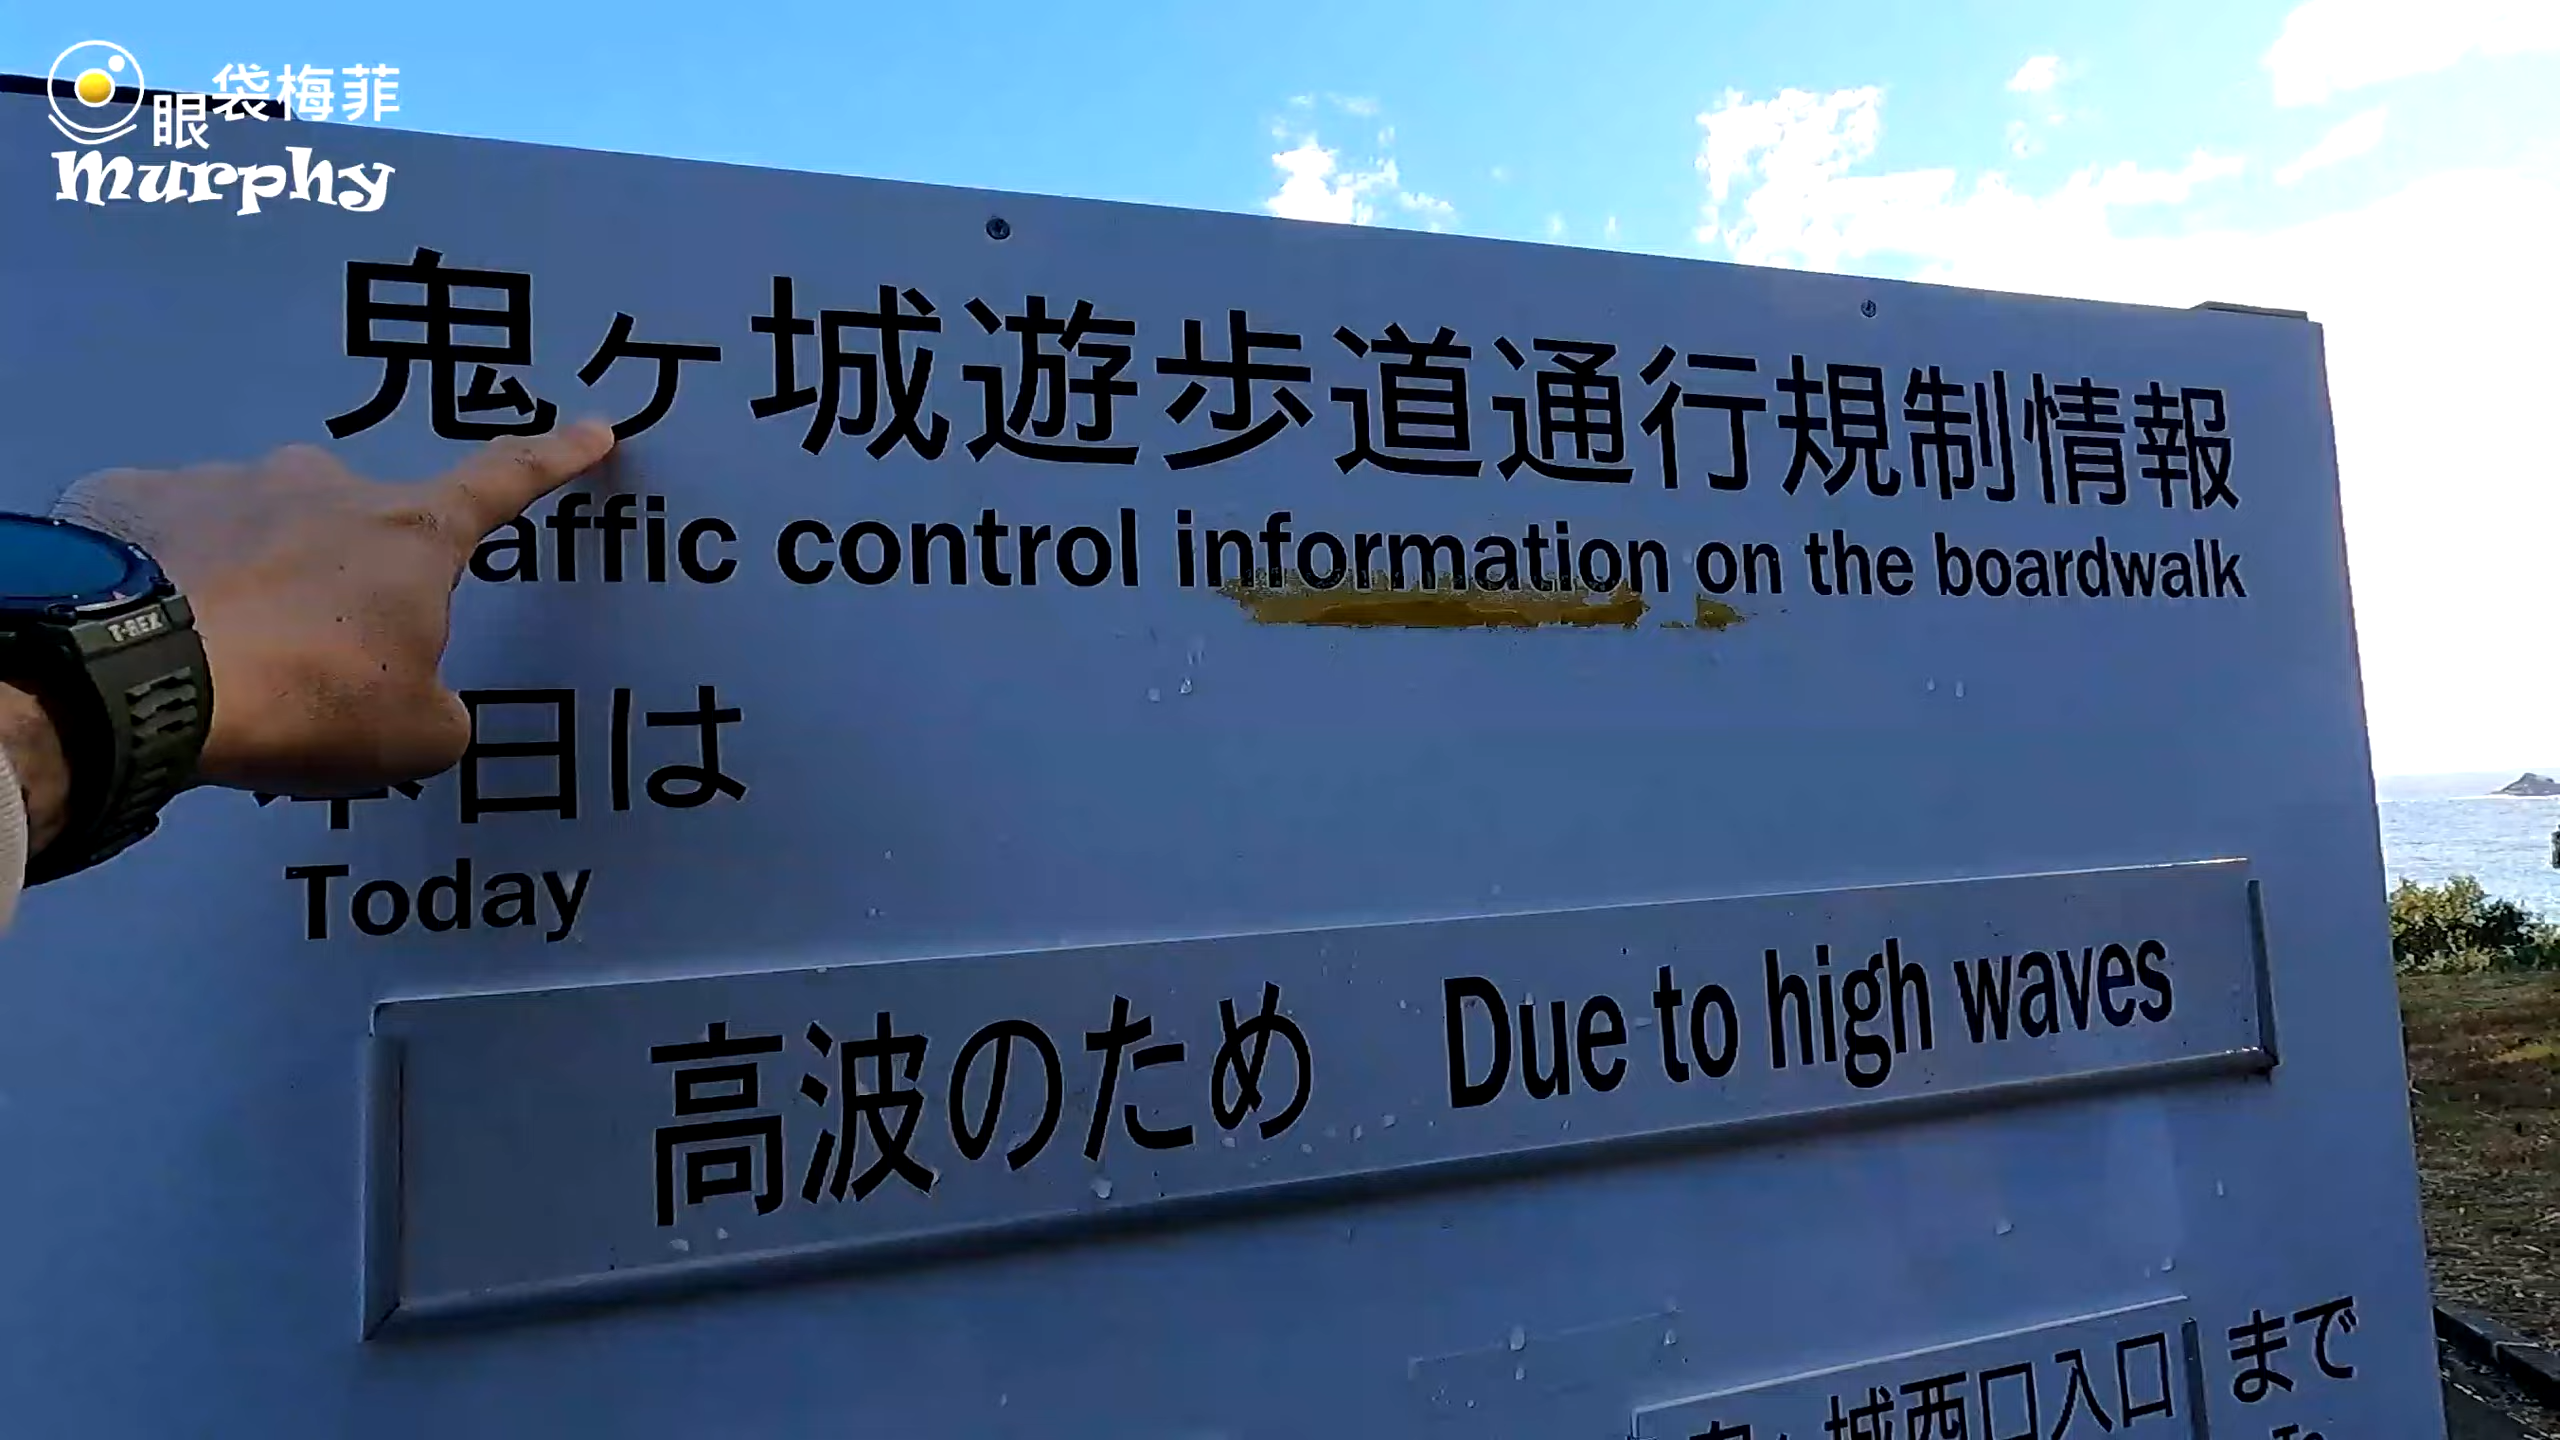 眼袋梅菲
Murphy
鬼ヶ城遊歩道通行規制情報
affic control information on the boardwalk
本日は
Today
高波のため Due to high waves
T-REX
城西口入口 まで